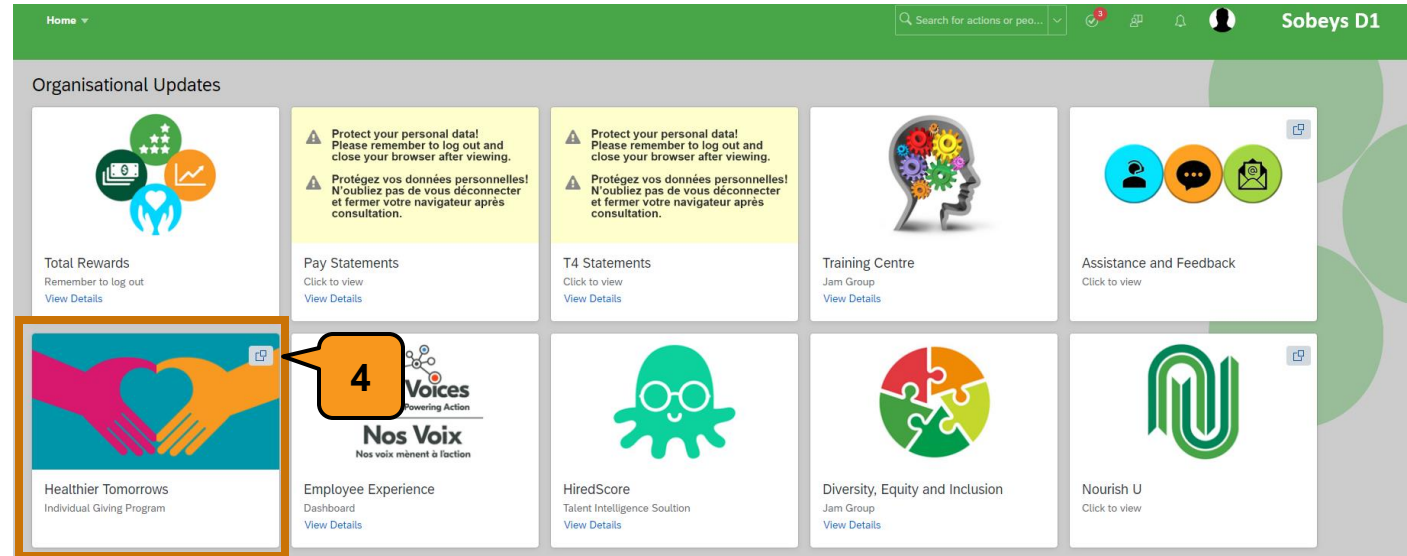 Home
Search for actions or peo...
3
Sobeys D1
Organisational Updates
Total Rewards
Remember to log out
View Details
Protect your personal data!
Please remember to log out and
close your browser after viewing.
Protégez vos données personnelles!
N'oubliez pas de vous déconnecter
et fermer votre navigateur après
consultation.
Pay Statements
Click to view
View Details
Protect your personal data!
Please remember to log out and
close your browser after viewing.
Protégez vos données personnelles!
N'oubliez pas de vous déconnecter
et fermer votre navigateur après
consultation.
T4 Statements
Click to view
View Details
Training Centre
Jam Group
View Details
Assistance and Feedback
Click to view
Healthier Tomorrows
Individual Giving Program
4
Voices
Powering Action
Nos Voix
Nos voix mènent à l'action
Employee Experience
Dashboard
View Details
HiredScore
Talent Intelligence Soultion
View Details
Diversity, Equity and Inclusion
Jam Group
View Details
Nourish U
Click to view